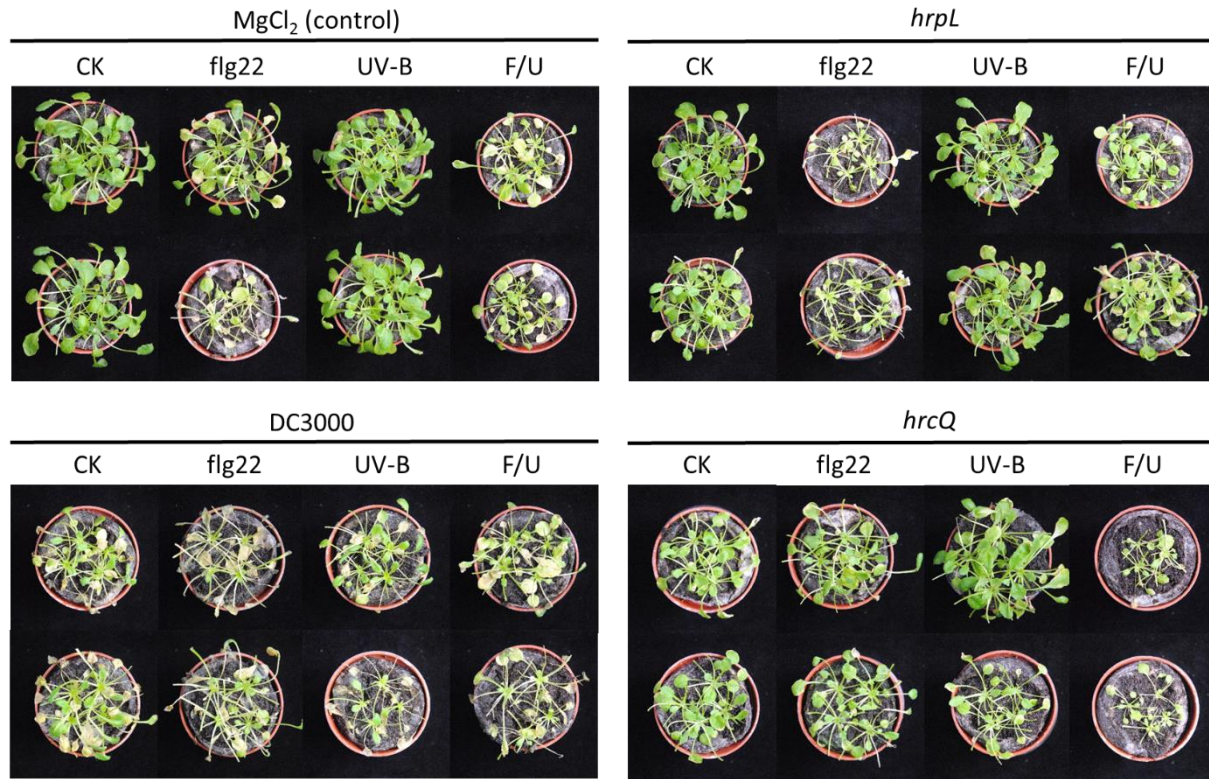 MgCl₂ (control)
CK flg22 UV-B F/U
hrpL
CK flg22 UV-B F/U
DC3000
CK flg22 UV-B F/U
hrcQ
CK flg22 UV-B F/U